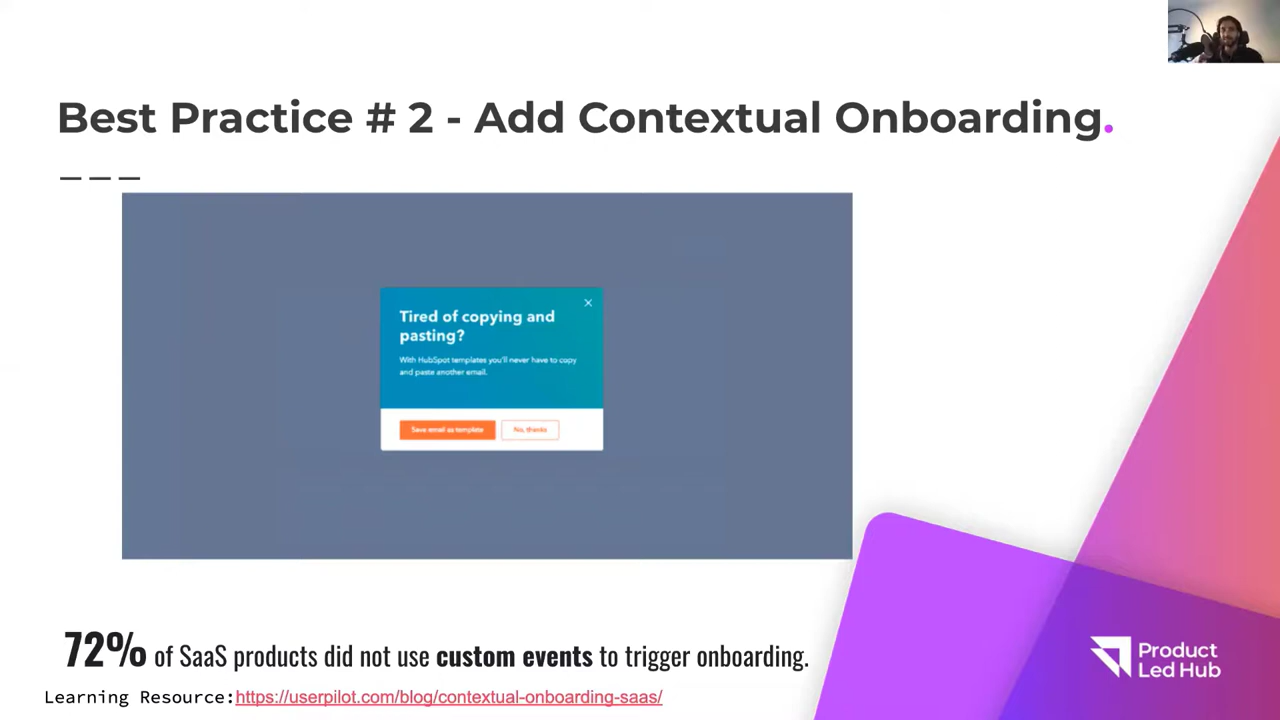 Best Practice # 2 - Add Contextual Onboarding.
Tired of copying and
pasting?
With HubSpot templates you'll never have to copy
and paste another email.
Save email as template
No, thanks
72% of SaaS products did not use custom events to trigger onboarding.
Learning Resource:https://userpilot.com/blog/contextual-onboarding-saas/
Product
Led Hub